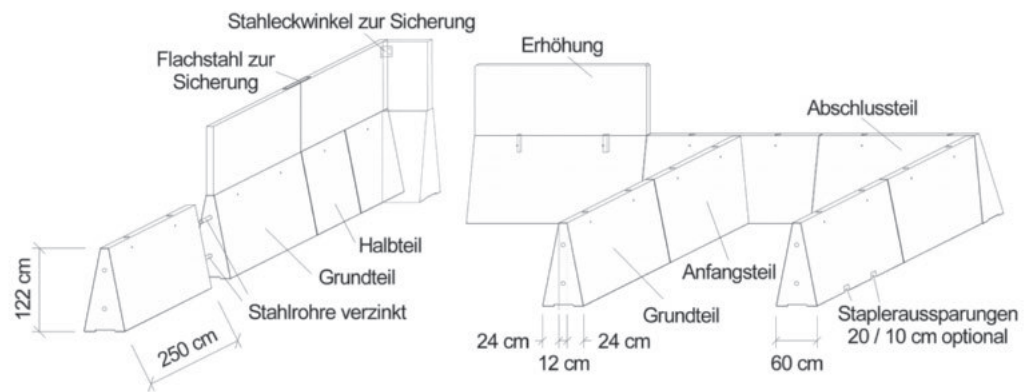 Stahleckwinkel zur Sicherung
Flachstahl zur
Sicherung
Halbteil
Grundteil
Stahlrohre verzinkt
122 cm
250 cm
Erhöhung
Abschlussteil
Anfangsteil
Grundteil
Stapleraussparungen
20 / 10 cm optional
24 cm
12 cm
24 cm
60 cm